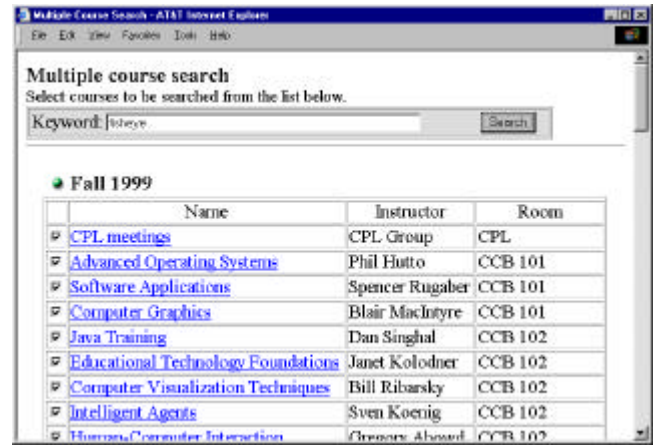 Multiple Course Search - AT&T Internet Explorer
File Edit View Favorites Tools Help
Multiple course search
Select courses to be searched from the list below.
Keyword: fisheye Search
Fall 1999
Name Instructor Room
CPL meetings CPL Group CPL
Advanced Operating Systems Phil Hutto CCB 101
Software Applications Spencer Rugaber CCB 101
Computer Graphics Blair MacIntyre CCB 101
Java Training Dan Singhal CCB 102
Educational Technology Foundations Janet Kolodner CCB 102
Computer Visualization Techniques Bill Ribarsky CCB 102
Intelligent Agents Sven Koenig CCB 102
Human-Computer Interaction Gregory Abowd CCB 102